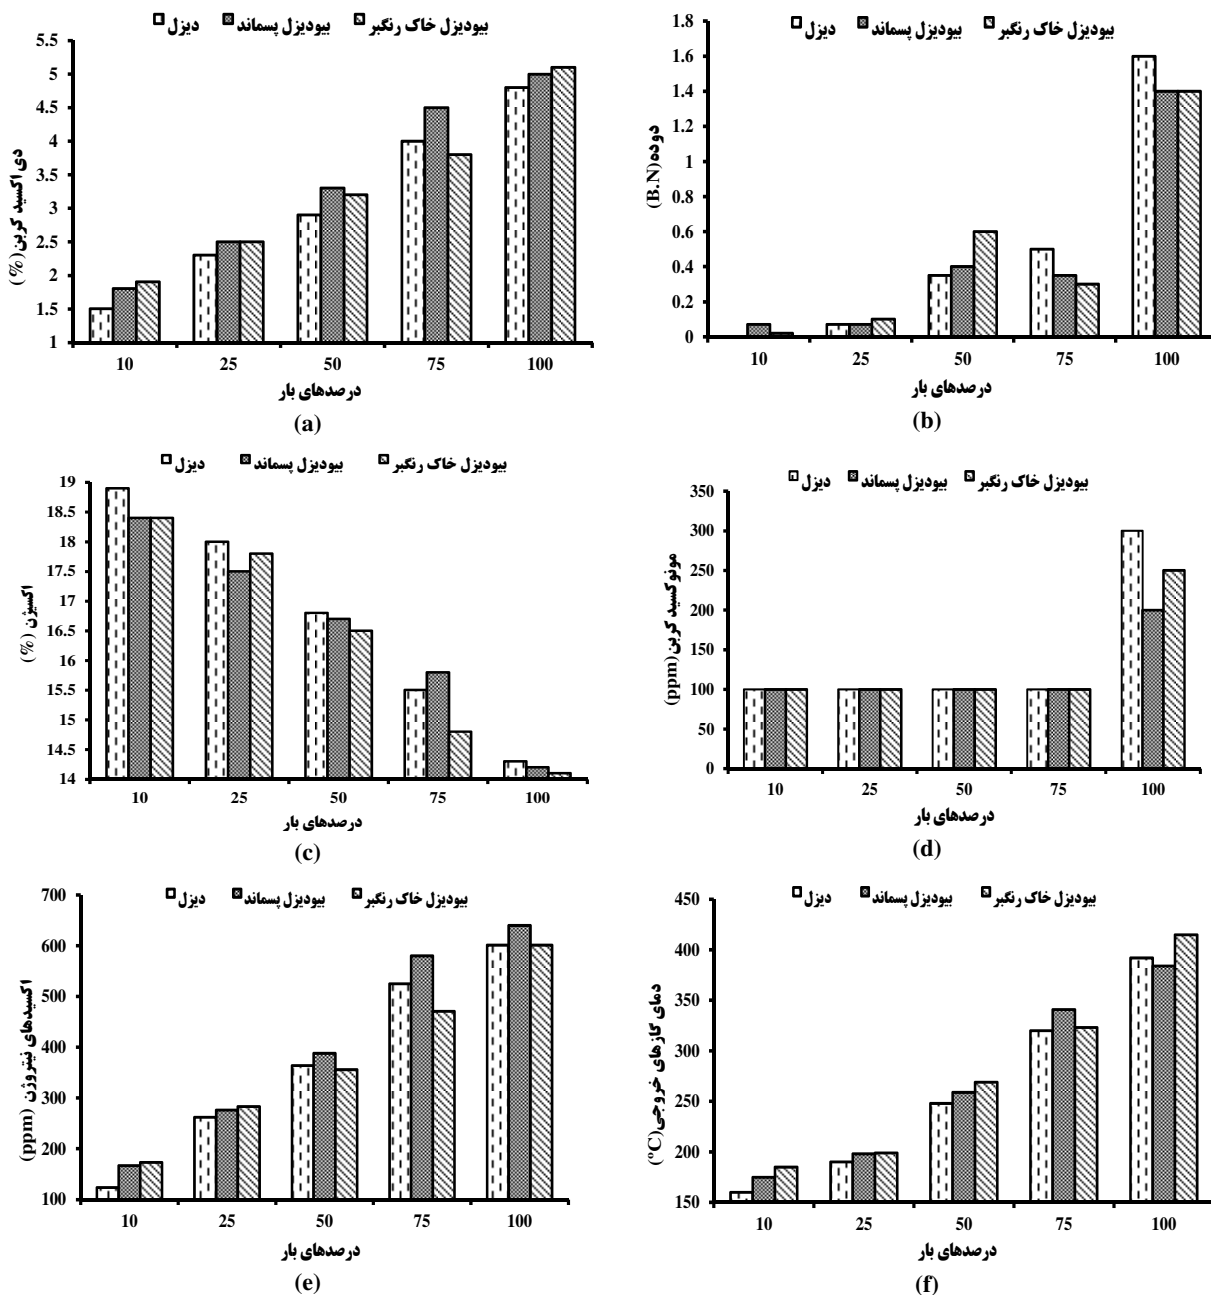 دیزل بیودیزل پسماند بیودیزل خاک رنگبر
دی اکسید کربن(%)
5.5
5
4.5
4
3.5
3
2.5
2
1.5
1
10 25 50 75 100
درصدهای بار
(a)
دیزل بیودیزل پسماند بیودیزل خاک رنگبر
دوده(B.N)
1.8
1.6
1.4
1.2
1
0.8
0.6
0.4
0.2
0
10 25 50 75 100
درصدهای بار
(b)
دیزل بیودیزل پسماند بیودیزل خاک رنگبر
اکسیژن (%)
19
18.5
18
17.5
17
16.5
16
15.5
15
14.5
14
10 25 50 75 100
درصدهای بار
(c)
دیزل بیودیزل پسماند بیودیزل خاک رنگبر
مونوکسید کربن(ppm)
350
300
250
200
150
100
50
0
10 25 50 75 100
درصدهای بار
(d)
دیزل بیودیزل پسماند بیودیزل خاک رنگبر
اکسیدهای نیتروژن (ppm)
700
600
500
400
300
200
100
10 25 50 75 100
درصدهای بار
(e)
دیزل بیودیزل پسماند بیودیزل خاک رنگبر
دمای گازهای خروجی(°C)
450
400
350
300
250
200
150
10 25 50 75 100
درصدهای بار
(f)